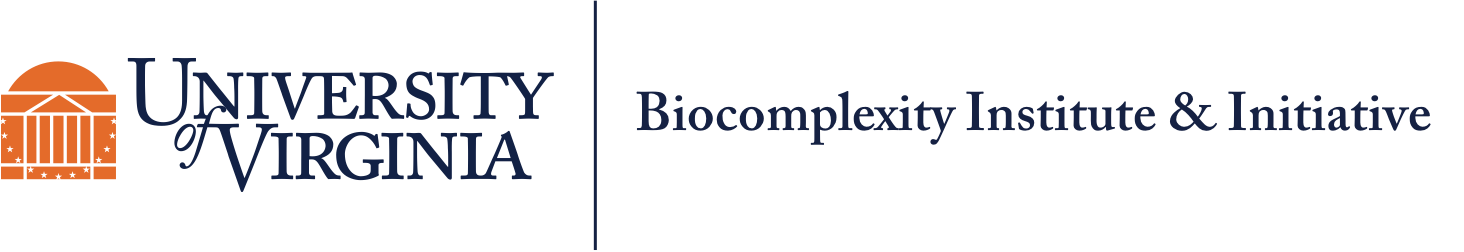 UNIVERSITY
of VIRGINIA
Biocomplexity Institute & Initiative